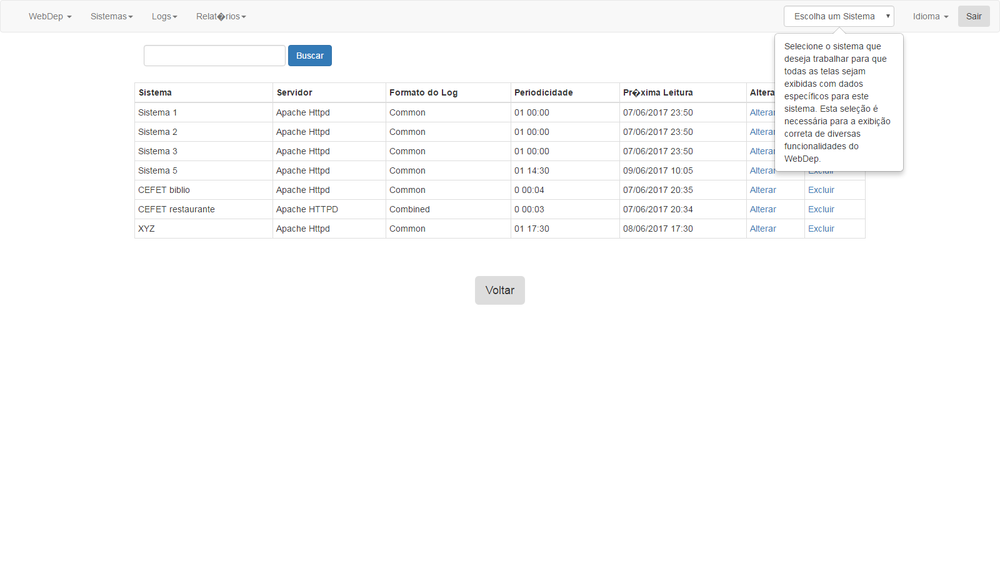 WebDep Sistemas Logs Relat�rios Escolha um Sistema Idioma Sair
Selecione o sistema que
deseja trabalhar para que
todas as telas sejam
exibidas com dados
específicos para este
sistema. Esta seleção é
necessária para a exibição
correta de diversas
funcionalidades do
WebDep.
Buscar
Sistema Servidor Formato do Log Periodicidade Pr�xima Leitura Altera
Sistema 1 Apache Httpd Common 01 00:00 07/06/2017 23:50 Alterar
Sistema 2 Apache Httpd Common 01 00:00 07/06/2017 23:50 Alterar
Sistema 3 Apache Httpd Common 01 00:00 07/06/2017 23:50 Alterar
Sistema 5 Apache Httpd Common 01 14:30 09/06/2017 10:05 Alterar Excluir
CEFET biblio Apache Httpd Common 0 00:04 07/06/2017 20:35 Alterar Excluir
CEFET restaurante Apache HTTPD Combined 0 00:03 07/06/2017 20:34 Alterar Excluir
XYZ Apache Httpd Common 01 17:30 08/06/2017 17:30 Alterar Excluir
Voltar